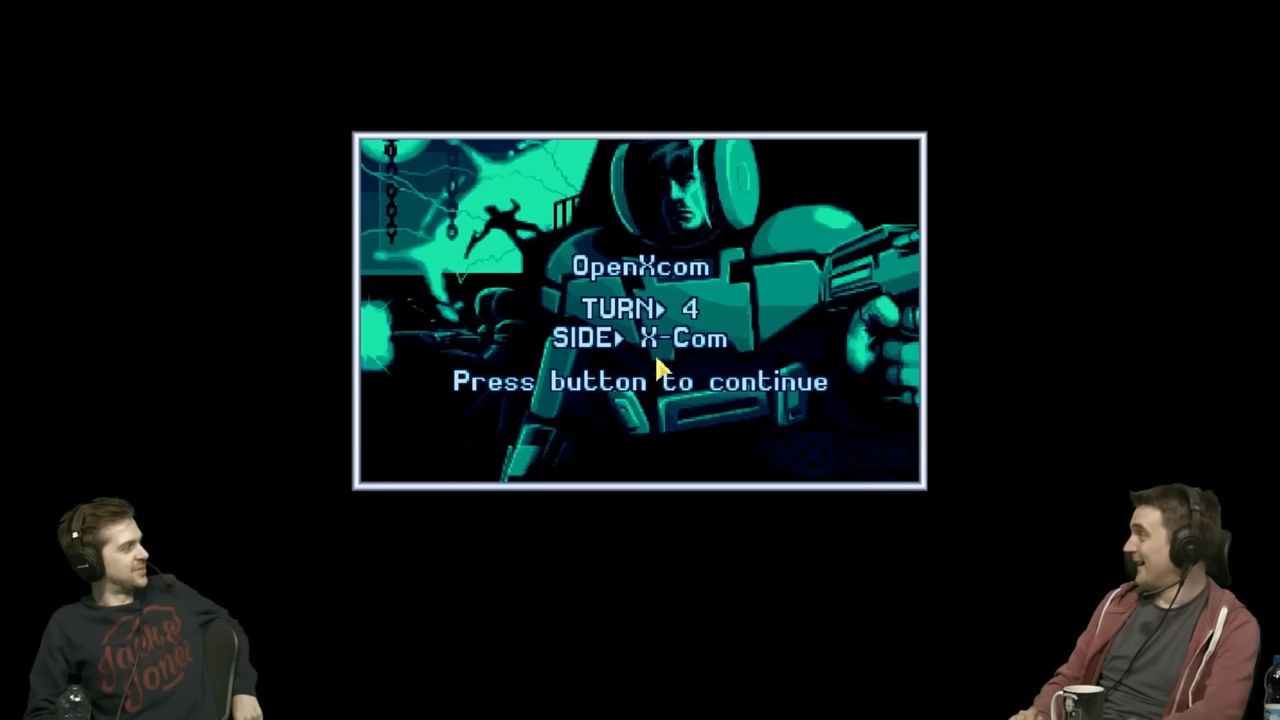 OpenXcom
TURN▸ 4
SIDE▸ X-Com
Press button to continue
Jack &
Jones